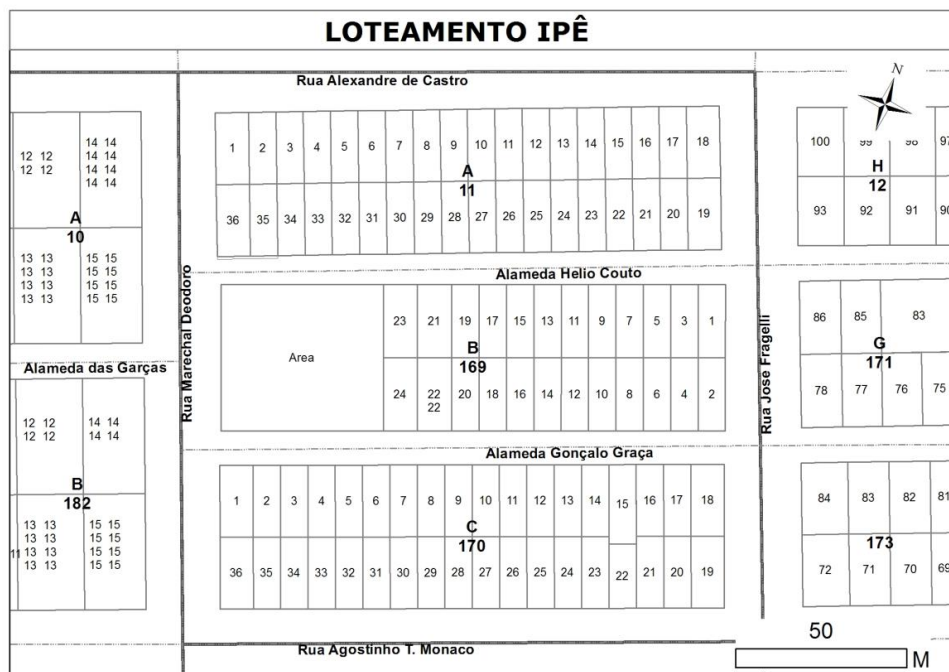 LOTEAMENTO IPÊ
Rua Alexandre de Castro
N
12 12 14 14
12 12 14 14
14 14
14 14
A
10
13 13 15 15
13 13 15 15
13 13 15 15
13 13 15 15
1 2 3 4 5 6 7 8 9 10 11 12 13 14 15 16 17 18
A
11
36 35 34 33 32 31 30 29 28 27 26 25 24 23 22 21 20 19
100 99 98 97
H
12
93 92 91 90
Rua Marechal Deodoro
Alameda Helio Couto
Alameda das Garças
Area
23 21 19 17 15 13 11 9 7 5 3 1
B
169
24 22 20 18 16 14 12 10 8 6 4 2
22
Rua Jose Fragelli
86 85 83
G
171
78 77 76 75
Alameda Gonçalo Graça
12 12 14 14
12 12 14 14
B
182
13 13 15 15
13 13 15 15
11 13 13 15 15
13 13 15 15
1 2 3 4 5 6 7 8 9 10 11 12 13 14 15 16 17 18
C
170
36 35 34 33 32 31 30 29 28 27 26 25 24 23 22 21 20 19
84 83 82 81
173
72 71 70 69
Rua Agostinho T. Monaco
50
M